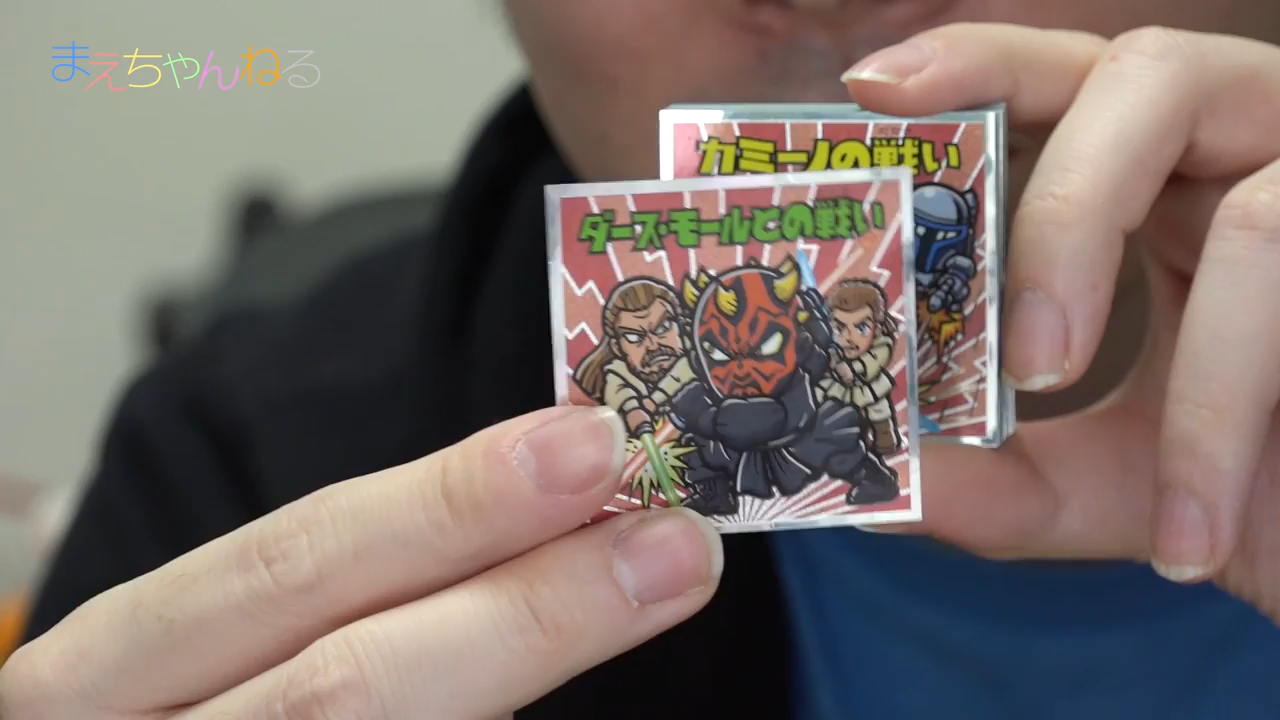 まえちゃんねる
カミーノの戦い
ダース・モールとの戦い